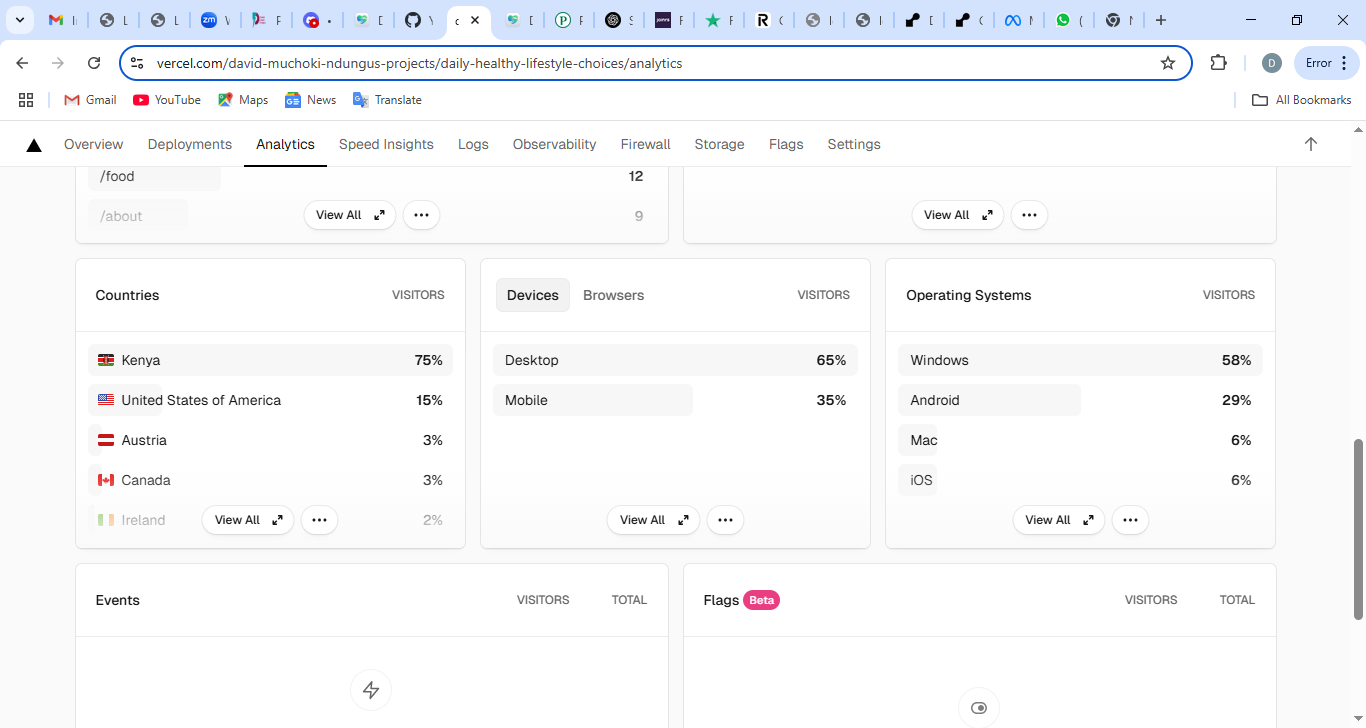 Error
vercel.com/david-muchoki-ndungus-projects/daily-healthy-lifestyle-choices/analytics
D
Gmail
YouTube
Maps
News
Translate
All Bookmarks
Overview
Deployments
Analytics
Speed Insights
Logs
Observability
Firewall
Storage
Flags
Settings
/food 12
/about 9
View All
View All
Countries VISITORS
Kenya 75%
United States of America 15%
Austria 3%
Canada 3%
Ireland 2%
View All
Devices Browsers VISITORS
Desktop 65%
Mobile 35%
View All
Operating Systems VISITORS
Windows 58%
Android 29%
Mac 6%
iOS 6%
View All
Events VISITORS TOTAL
Flags Beta VISITORS TOTAL